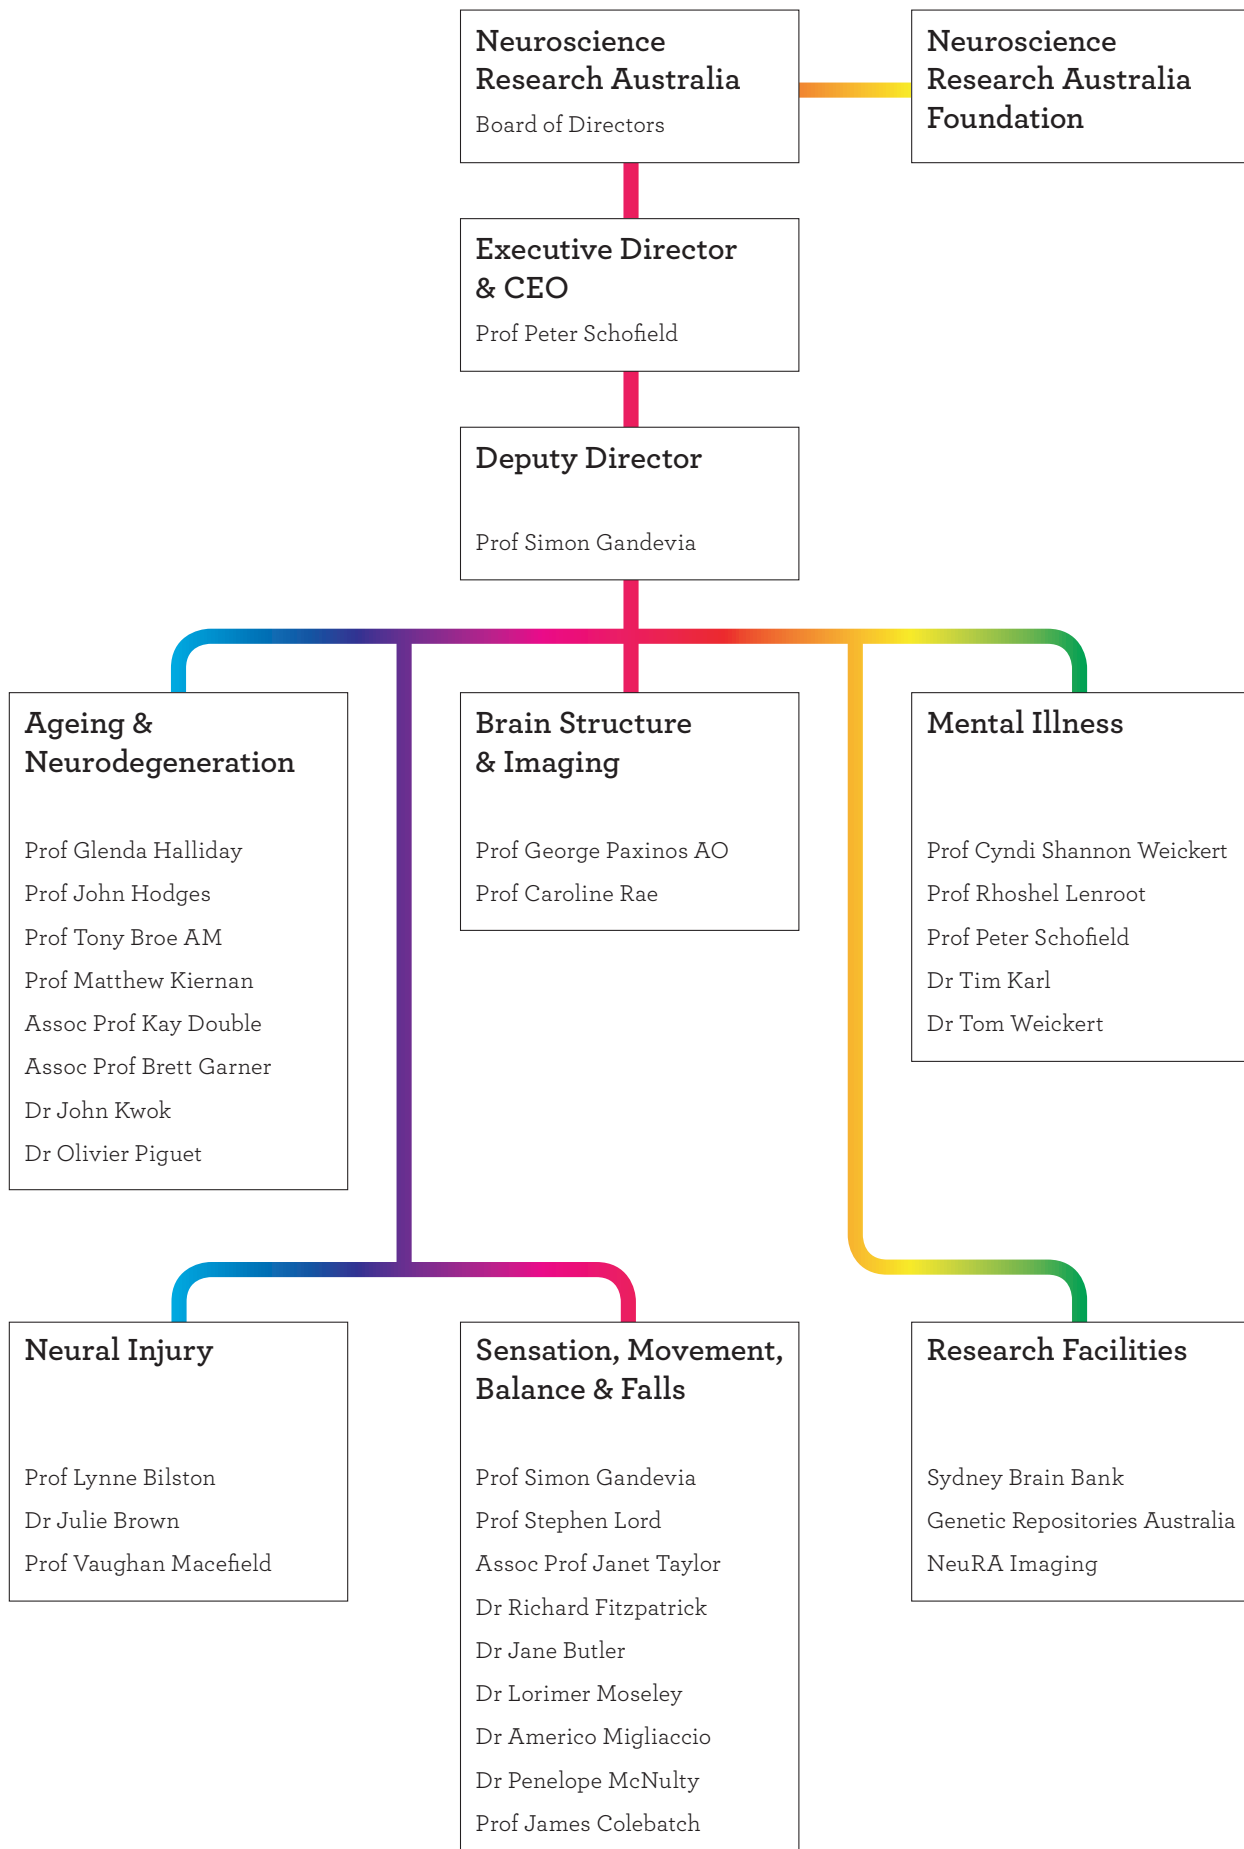 Neuroscience
Research Australia
Board of Directors
Neuroscience
Research Australia
Foundation
Executive Director
& CEO
Prof Peter Schofield
Deputy Director
Prof Simon Gandevia
Ageing &
Neurodegeneration
Prof Glenda Halliday
Prof John Hodges
Prof Tony Broe AM
Prof Matthew Kiernan
Assoc Prof Kay Double
Assoc Prof Brett Garner
Dr John Kwok
Dr Olivier Piguet
Brain Structure
& Imaging
Prof George Paxinos AO
Prof Caroline Rae
Mental Illness
Prof Cyndi Shannon Weickert
Prof Rhoshel Lenroot
Prof Peter Schofield
Dr Tim Karl
Dr Tom Weickert
Neural Injury
Prof Lynne Bilston
Dr Julie Brown
Prof Vaughan Macefield
Sensation, Movement,
Balance & Falls
Prof Simon Gandevia
Prof Stephen Lord
Assoc Prof Janet Taylor
Dr Richard Fitzpatrick
Dr Jane Butler
Dr Lorimer Moseley
Dr Americo Migliaccio
Dr Penelope McNulty
Prof James Colebatch
Research Facilities
Sydney Brain Bank
Genetic Repositories Australia
NeuRA Imaging